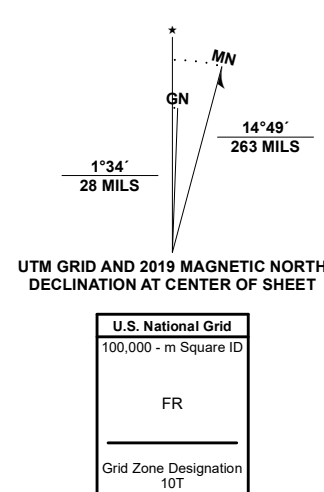 ★
MN
GN
14°49´
263 MILS
1°34´
28 MILS
UTM GRID AND 2019 MAGNETIC NORTH
DECLINATION AT CENTER OF SHEET
U.S. National Grid
100,000 - m Square ID
FR
Grid Zone Designation
10T